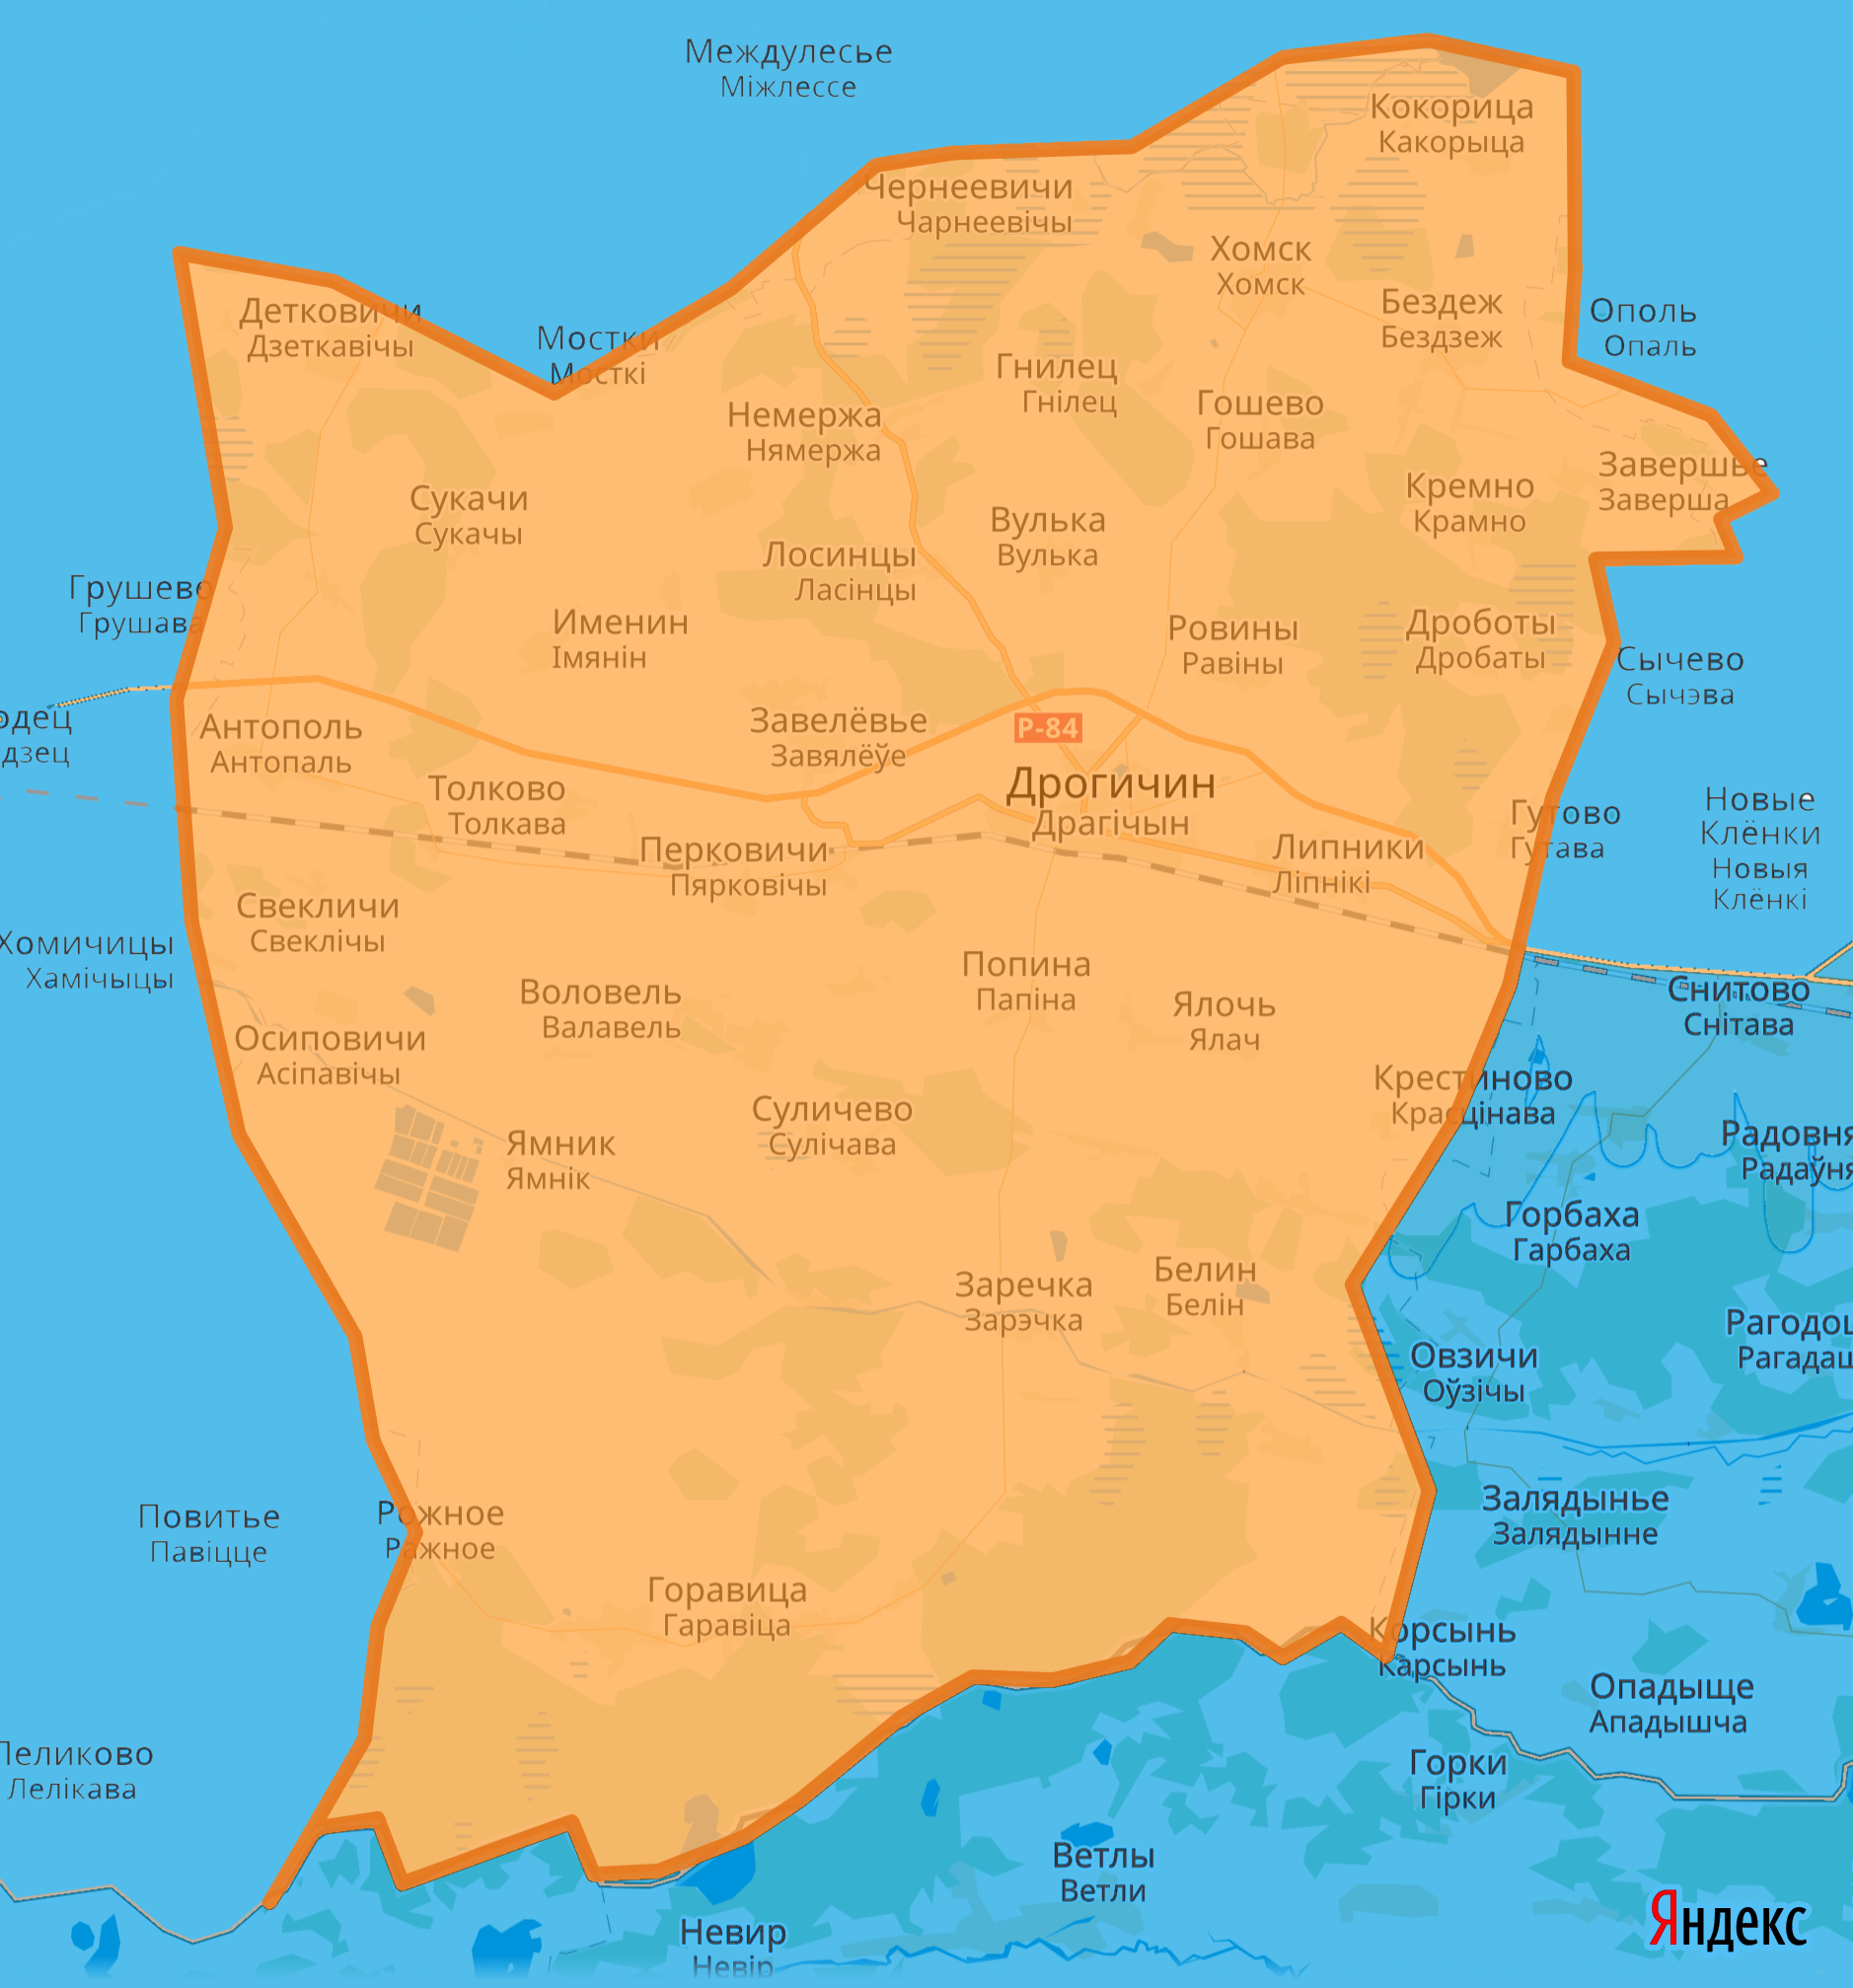 Междулесье
Міжлессе
Кокорица
Какорыца
Чернеевичи
Чарнеевічы
Хомск
Хомск
Детковичи
Дзеткавічы
Мостки
Мосткі
Бездеж
Бездзеж
Ополь
Опаль
Гнилец
Гнілец
Немержа
Нямержа
Гошево
Гошава
Завершье
Заверша
Сукачи
Сукачы
Кремно
Крамно
Вулька
Вулька
Лосинцы
Ласінцы
Грушево
Грушава
Именин
Імянін
Ровины
Равіны
Дроботы
Дробаты
Сычево
Сычэва
одец
дзец
Антополь
Антопаль
Завелёвье
Завялёўе
Р-84
Толково
Толкава
Дрогичин
Драгічын
Гутово
Гутава
Новые
Клёнки
Новыя
Клёнкі
Перковичи
Пярковічы
Липники
Ліпнікі
Свекличи
Свеклічы
Хомичицы
Хамічыцы
Попина
Папіна
Воловель
Валавель
Ялочь
Ялач
Снитово
Снітава
Осиповичи
Асіпавічы
Крестиново
Красцінава
Суличево
Сулічава
Ямник
Ямнік
Радовня
Радаўня
Горбаха
Гарбаха
Заречка
Зарэчка
Белин
Белін
Рагодощ
Рагадащ
Овзичи
Оўзічы
Залядынье
Залядынне
Повитье
Павіцце
Рожное
Ражное
Горавица
Гаравіца
Корсынь
Карсынь
Опадыще
Ападышча
Леликово
Лелікава
Горки
Гірки
Ветлы
Ветли
Невир
Невір
Яндекс